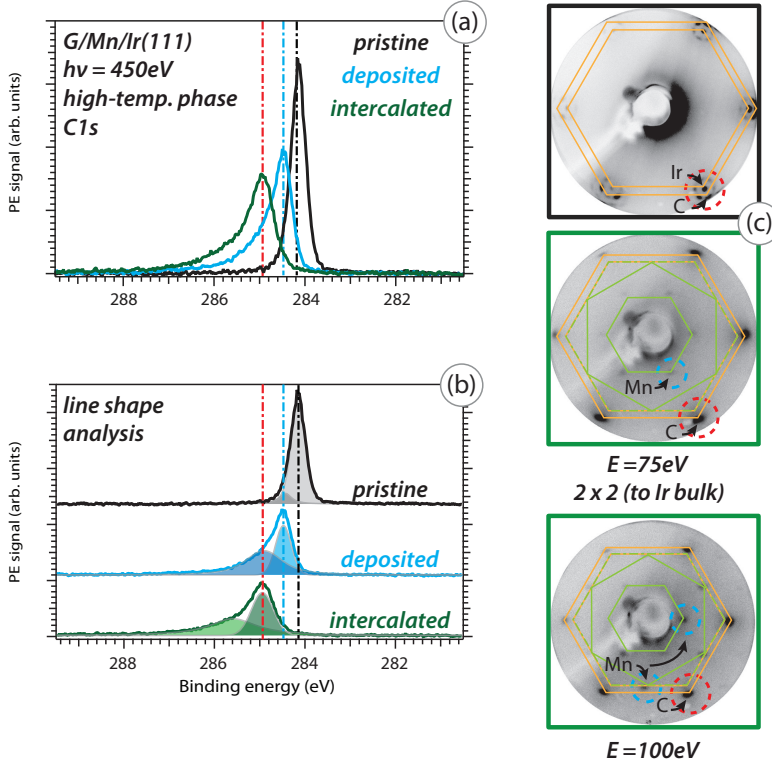 (a)
G/Mn/Ir(111)
hν = 450eV
high-temp. phase
C1s
pristine
deposited
intercalated
PE signal (arb. units)
288
286
284
282
(b)
line shape
analysis
pristine
deposited
intercalated
PE signal (arb. units)
288
286
284
282
Binding energy (eV)
(c)
Ir
C
Mn
C
E =75eV
2 x 2 (to Ir bulk)
Mn
C
E =100eV